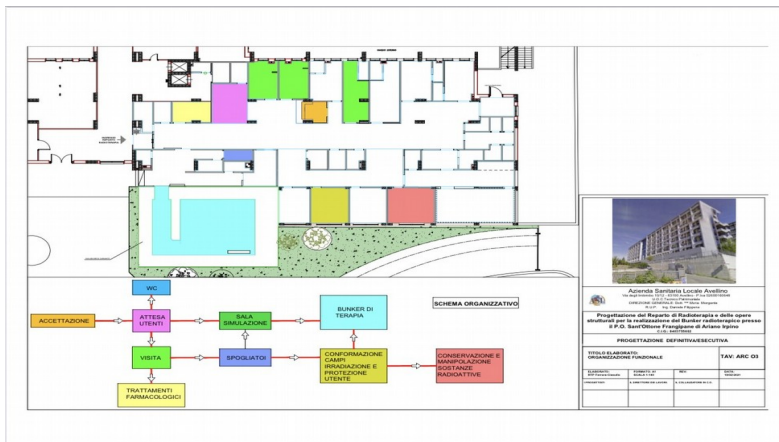 SCHEMA ORGANIZZATIVO
WC
ACCETTAZIONE
ATTESA
UTENTI
SALA
SIMULAZIONE
BUNKER DI
TERAPIA
VISITA
SPOGLIATOI
CONFORMAZIONE
CAMPI
IRRADIAZIONE E
PROTEZIONE
UTENTE
CONSERVAZIONE E
MANIPOLAZIONE
SOSTANZE
RADIOATTIVE
TRATTAMENTI
FARMACOLOGICI
Azienda Sanitaria Locale Avellino
Progettazione del Reparto di Radioterapia e delle opere
strutturali per la realizzazione del Bunker radioterapico presso
il P.O. Sant'Ottone Frangipane di Ariano Irpino
PROGETTAZIONE DEFINITIVA/ESECUTIVA
TITOLO ELABORATO:
ORGANIZZAZIONE FUNZIONALE
TAV: ARC O3